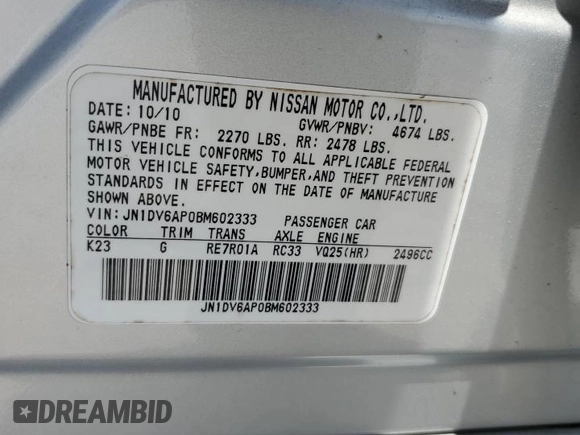 MANUFACTURED BY NISSAN MOTOR CO.,LTD.
DATE: 10/10 GVWR/PNBV: 4674 LBS.
GAWR/PNBE FR: 2270 LBS. RR: 2478 LBS.
THIS VEHICLE CONFORMS TO ALL APPLICABLE FEDERAL
MOTOR VEHICLE SAFETY,BUMPER,AND THEFT PREVENTION
STANDARDS IN EFFECT ON THE DATE OF MANUFACTURE
SHOWN ABOVE.
VIN: JN1DV6AP0BM602333 PASSENGER CAR
COLOR TRIM TRANS AXLE ENGINE
K23 G RE7R01A RC33 VQ25(HR) 2496CC
JN1DV6AP0BM602333
DREAMBID